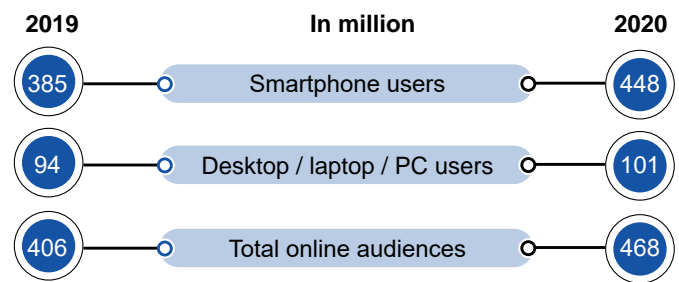 2019 In million 2020
385 Smartphone users 448
94 Desktop / laptop / PC users 101
406 Total online audiences 468